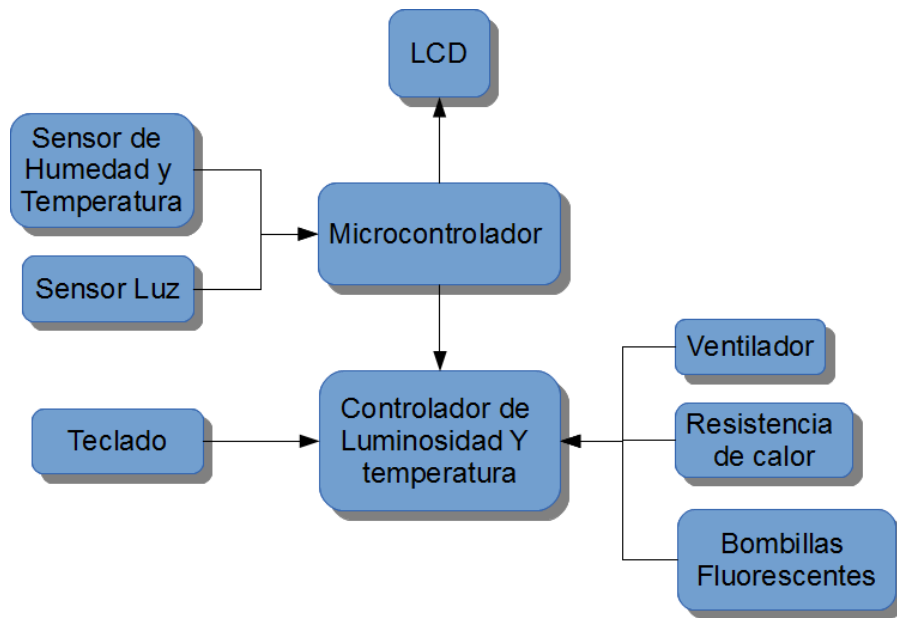 LCD
Sensor de
Humedad y
Temperatura
Microcontrolador
Sensor Luz
Ventilador
Controlador de
Luminosidad Y
temperatura
Teclado
Resistencia
de calor
Bombillas
Fluorescentes